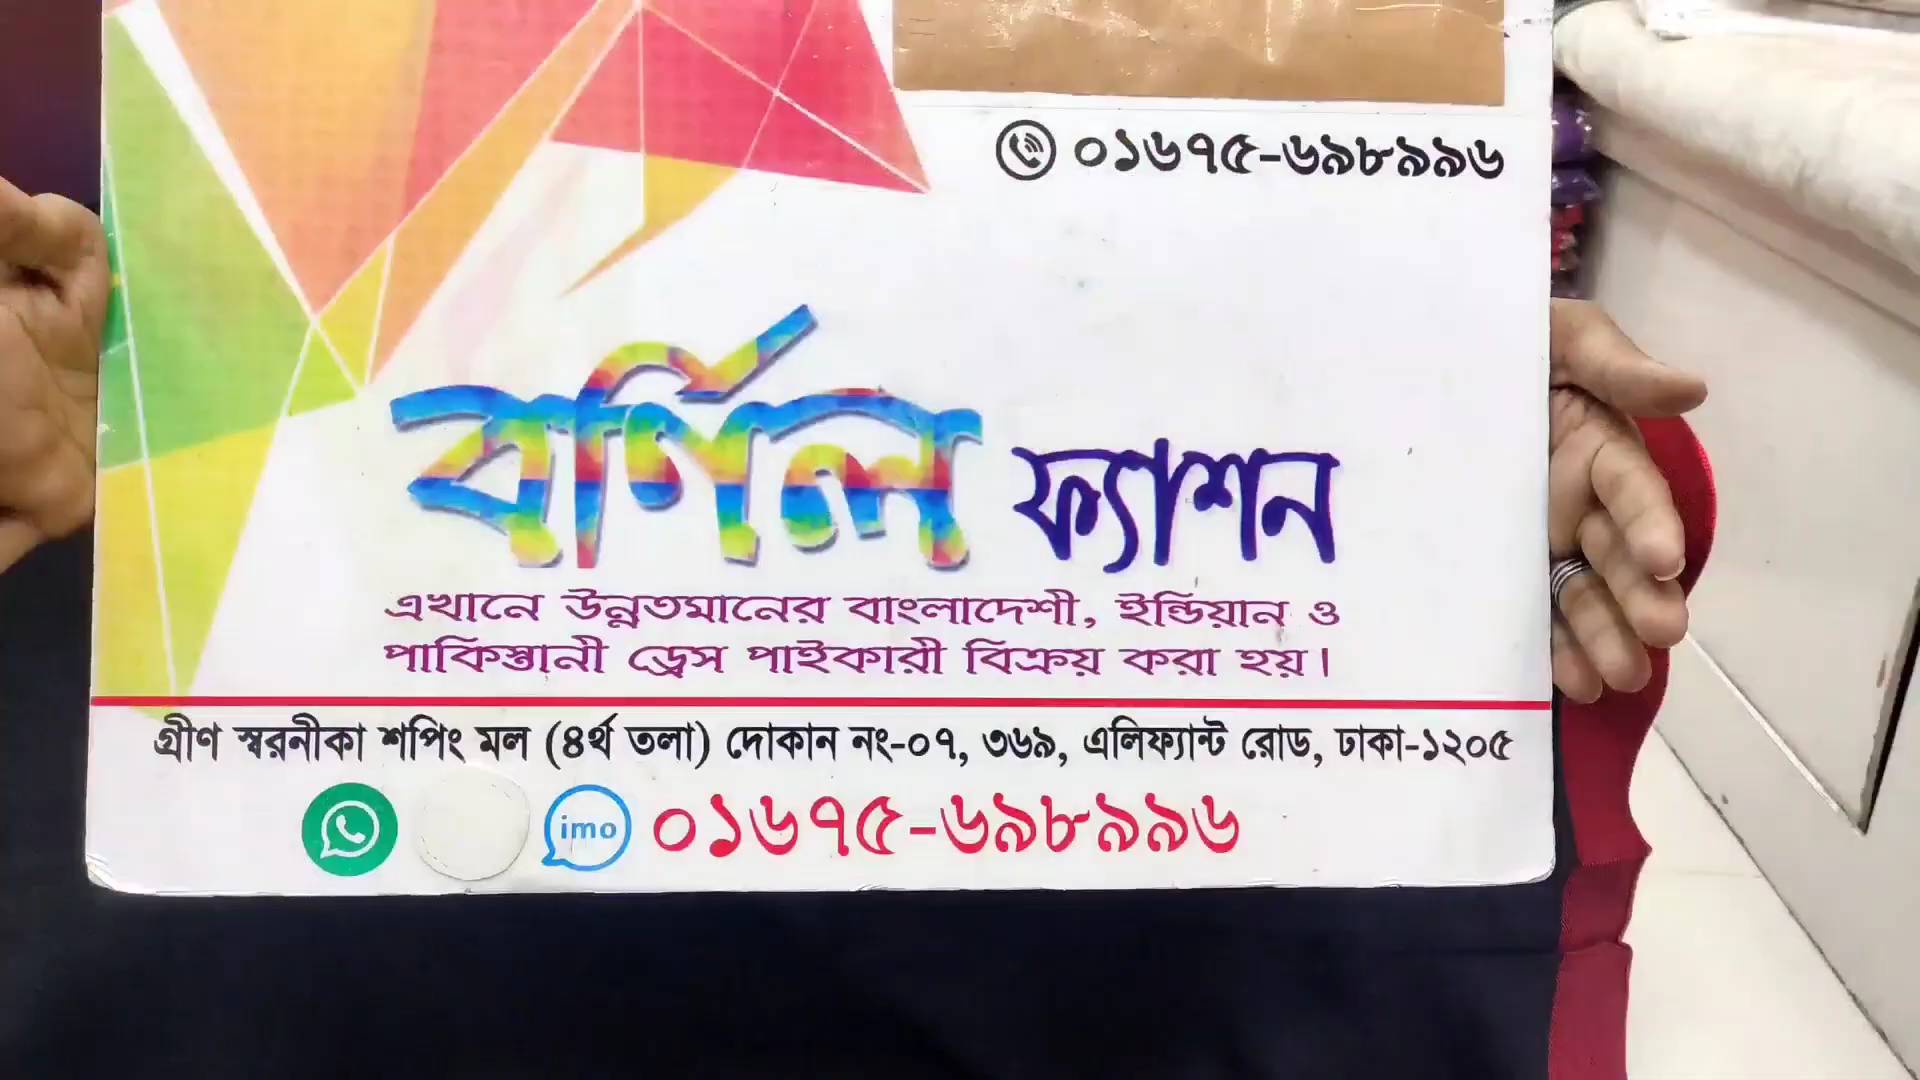 ০১৬৭৫-৬৯৮৯৯৬
বর্ণিল ফ্যাশন
এখানে উন্নতমানের বাংলাদেশী, ইন্ডিয়ান ও
পাকিস্তানী ড্রেস পাইকারী বিক্রয় করা হয়।
গ্রীণ স্বরনীকা শপিং মল (৪র্থ তলা) দোকান নং-০৭, ৩৬৯, এলিফ্যান্ট রোড, ঢাকা-১২০৫
imo ০১৬৭৫-৬৯৮৯৯৬